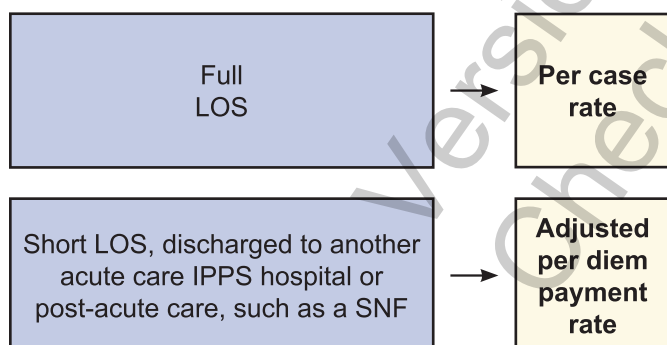 Full
LOS
Per case
rate
Short LOS, discharged to another
acute care IPPS hospital or
post-acute care, such as a SNF
Adjusted
per diem
payment
rate